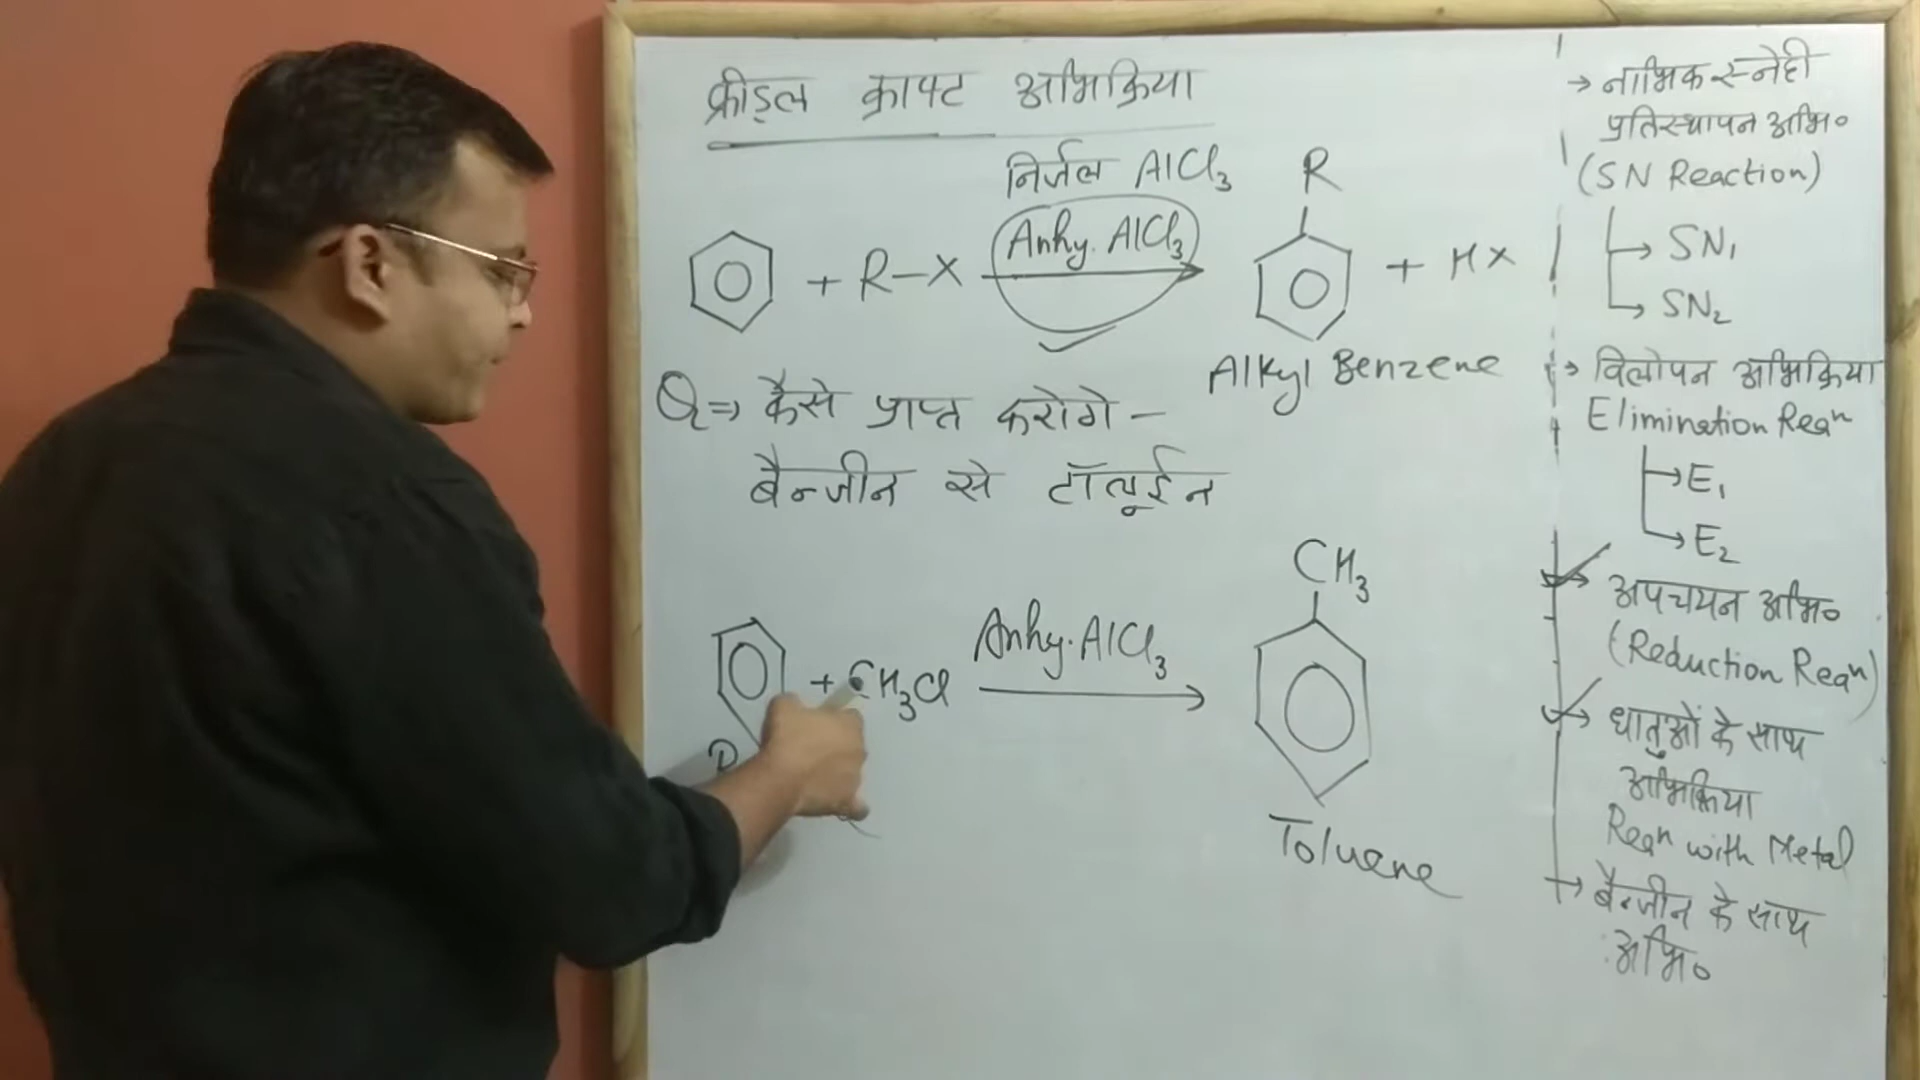 फ्रीड्ल क्राफ्ट अभिक्रिया
निर्जल AlCl₃
+ R–X Anhy. AlCl₃ → R + HX
Alkyl Benzene
Q ⇒ कैसे प्राप्त करोगे –
बैन्जीन से टॉल्यूईन
+ CH₃Cl Anhy. AlCl₃ → CH₃
Toluene
→ नाभिक स्नेही
प्रतिस्थापन अभि०
(SN Reaction)
→ SN₁
→ SN₂
→ विलोपन अभिक्रिया
Elimination Reaⁿ
→ E₁
→ E₂
→ अपचयन अभि०
(Reduction Reaⁿ)
→ धातुओं के साथ
अभिक्रिया
Reaⁿ with Metal
→ बैन्जीन के साथ
अभि०